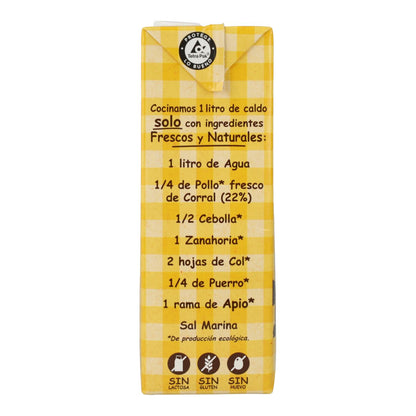 PROTEGE
Tetra Pak
LO BUENO
Cocinamos 1 litro de caldo
solo con ingredientes
Frescos y Naturales:
1 litro de Agua
1/4 de Pollo* fresco
de Corral (22%)
1/2 Cebolla*
1 Zanahoria*
2 hojas de Col*
1/4 de Puerro*
1 rama de Apio*
Sal Marina
*De producción ecológica.
SIN SIN SIN
LACTOSA GLUTEN HUEVO